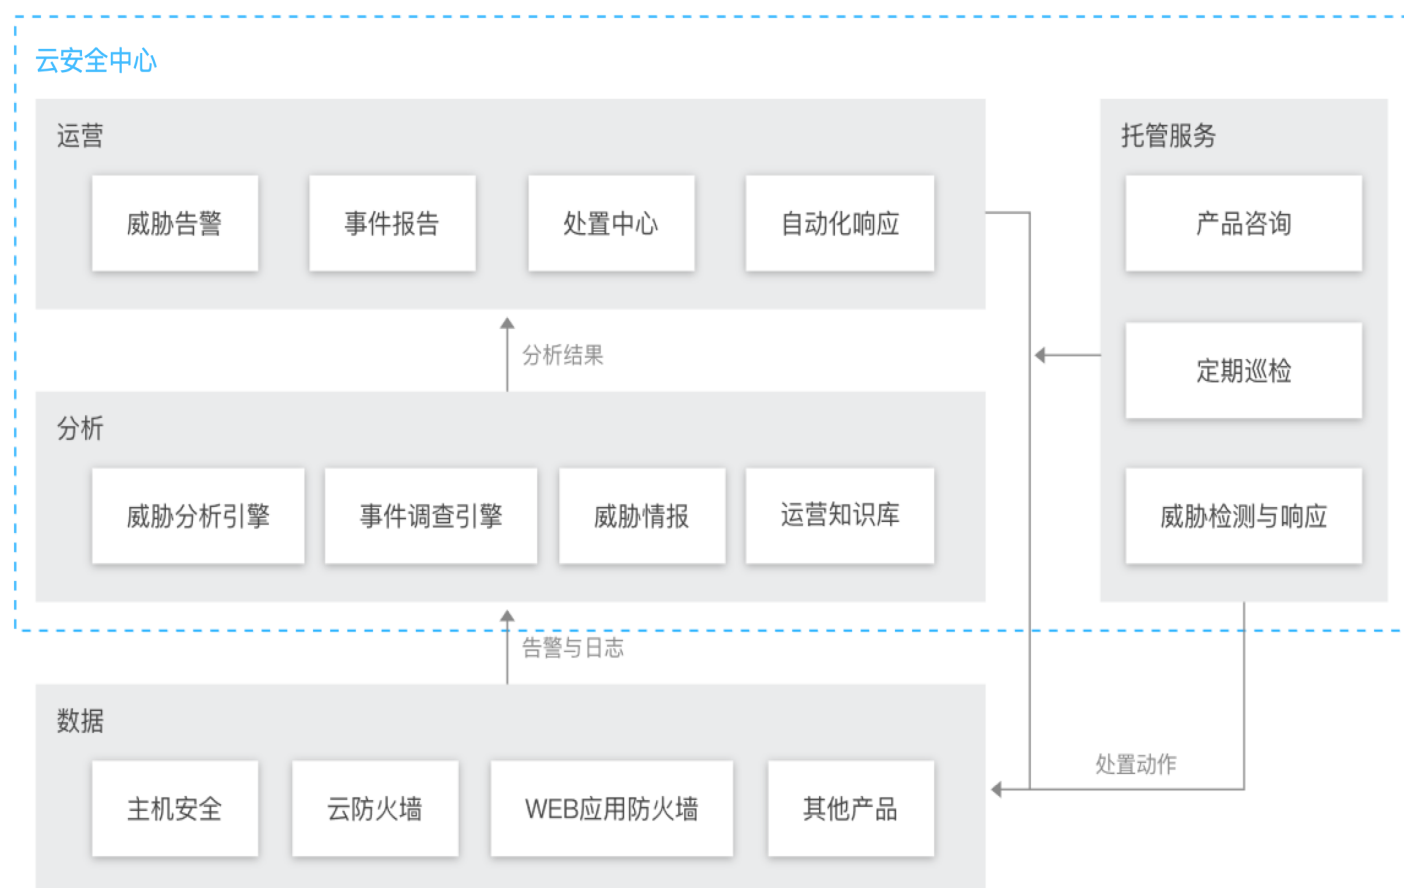 云安全中心
运营
威胁告警
事件报告
处置中心
自动化响应
托管服务
产品咨询
定期巡检
威胁检测与响应
分析结果
分析
威胁分析引擎
事件调查引擎
威胁情报
运营知识库
告警与日志
数据
主机安全
云防火墙
WEB应用防火墙
其他产品
处置动作